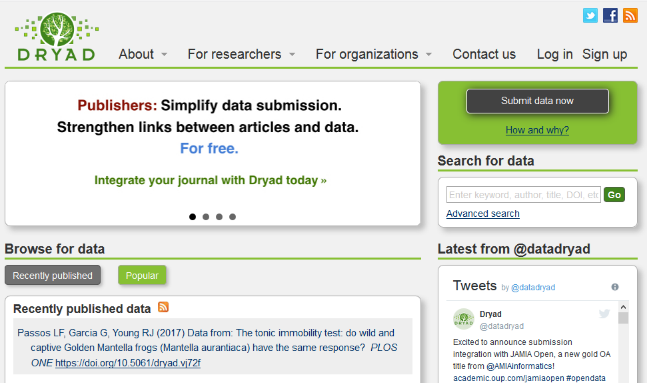 DRYAD
About
For researchers
For organizations
Contact us
Log in
Sign up
Publishers: Simplify data submission.
Strengthen links between articles and data.
For free.
Integrate your journal with Dryad today »
Submit data now
How and why?
Search for data
Enter keyword, author, title, DOI, etc
Go
Advanced search
Browse for data
Recently published
Popular
Recently published data
Passos LF, Garcia G, Young RJ (2017) Data from: The tonic immobility test: do wild and
captive Golden Mantella frogs (Mantella aurantiaca) have the same response? PLOS
ONE https://doi.org/10.5061/dryad.vj72f
Latest from @datadryad
Tweets by @datadryad
Dryad
@datadryad
Excited to announce submission
integration with JAMIA Open, a new gold OA
title from @AMIAinformatics!
academic.oup.com/jamiaopen #opendata